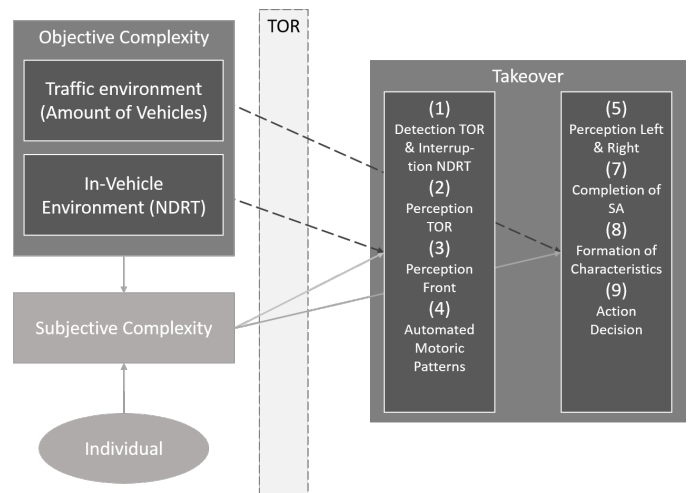 Objective Complexity
Traffic environment
(Amount of Vehicles)
In-Vehicle
Environment (NDRT)
Subjective Complexity
Individual
TOR
Takeover
(1)
Detection TOR
& Interrup-
tion NDRT
(2)
Perception
TOR
(3)
Perception
Front
(4)
Automated
Motoric
Patterns
(5)
Perception Left
& Right
(7)
Completion of
SA
(8)
Formation of
Characteristics
(9)
Action
Decision